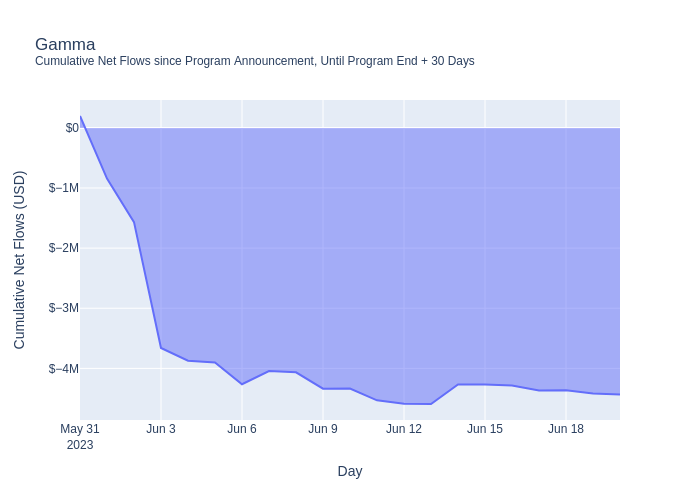 Gamma
Cumulative Net Flows since Program Announcement, Until Program End + 30 Days
Cumulative Net Flows (USD)
$0
$−1M
$−2M
$−3M
$−4M
May 31
2023
Jun 3
Jun 6
Jun 9
Jun 12
Jun 15
Jun 18
Day